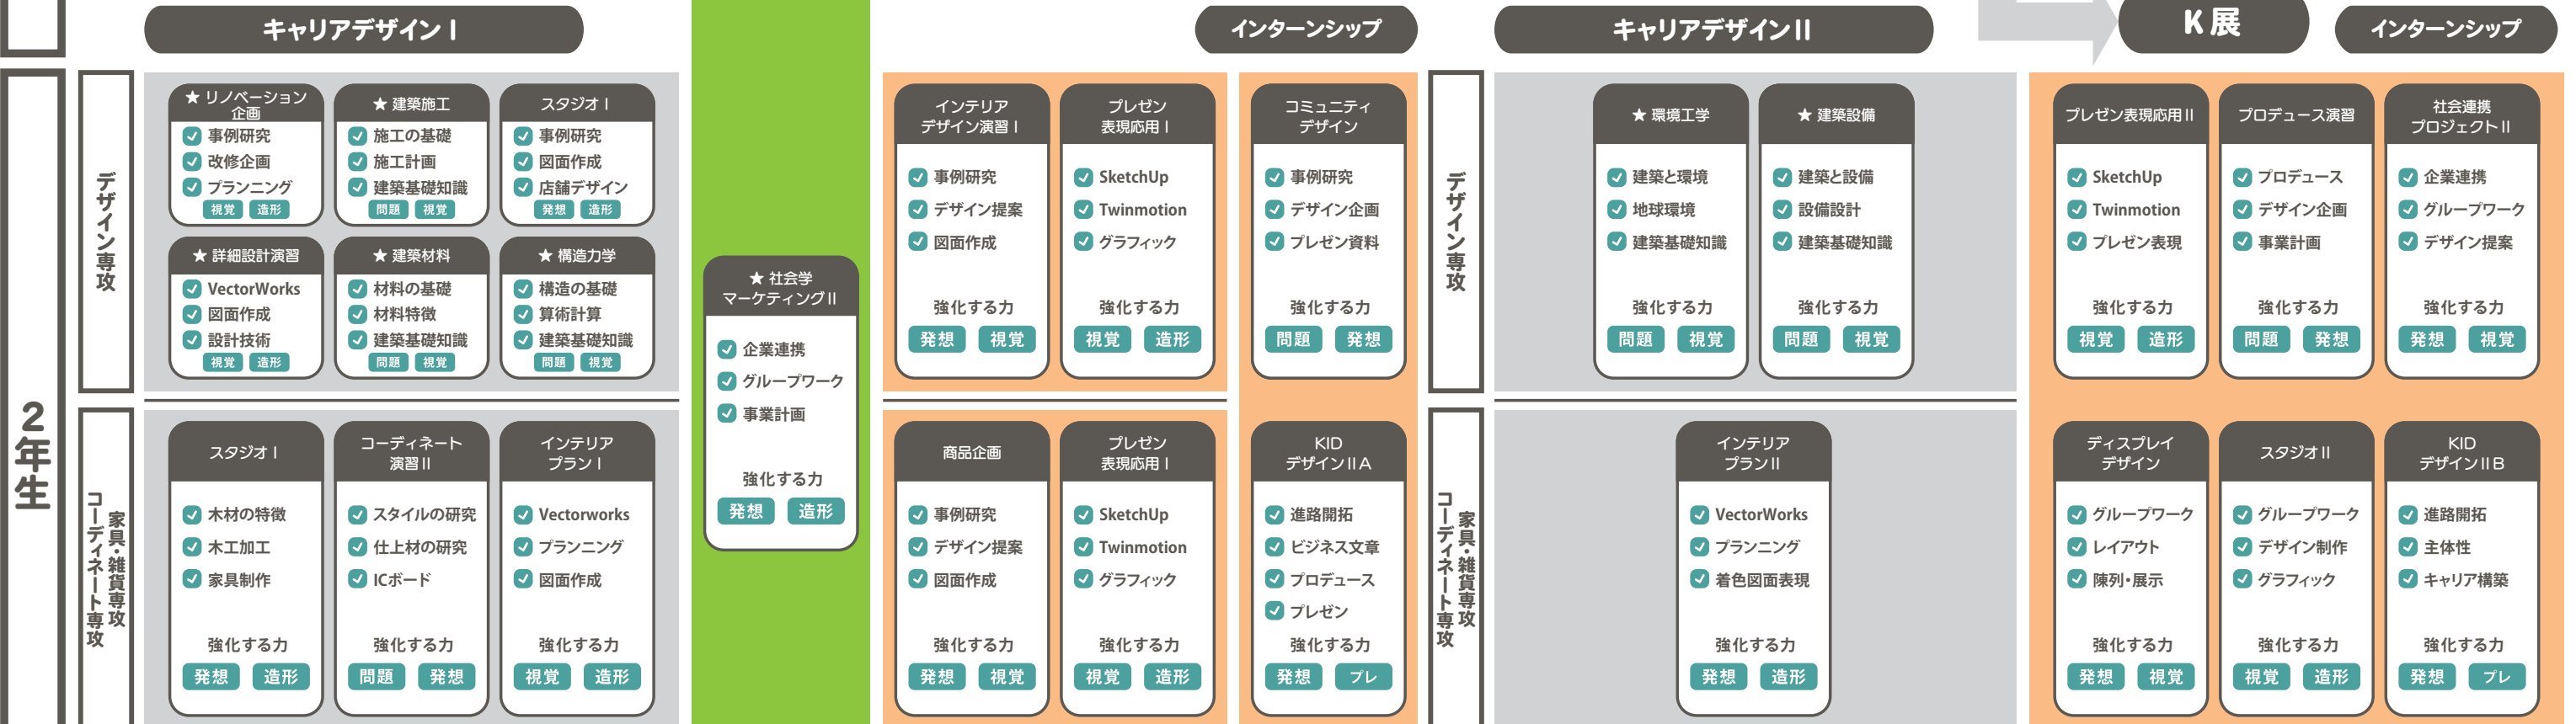 キャリアデザインⅠ
インターンシップ
キャリアデザインⅡ
K展
インターンシップ
2年生
デザイン専攻
★ リノベーション
企画
事例研究
改修企画
プランニング
視覚 造形
★ 建築施工
施工の基礎
施工計画
建築基礎知識
問題 視覚
スタジオⅠ
事例研究
図面作成
店舗デザイン
発想 造形
★ 詳細設計演習
VectorWorks
図面作成
設計技術
視覚 造形
★ 建築材料
材料の基礎
材料特徴
建築基礎知識
問題 視覚
★ 構造力学
構造の基礎
算術計算
建築基礎知識
問題 視覚
★ 社会学
マーケティングⅡ
企業連携
グループワーク
事業計画
強化する力
発想 造形
インテリア
デザイン演習Ⅰ
事例研究
デザイン提案
図面作成
強化する力
発想 視覚
プレゼン
表現応用Ⅰ
SketchUp
Twinmotion
グラフィック
強化する力
視覚 造形
コミュニティ
デザイン
事例研究
デザイン企画
プレゼン資料
強化する力
問題 発想
デザイン専攻
★ 環境工学
建築と環境
地球環境
建築基礎知識
強化する力
問題 視覚
★ 建築設備
建築と設備
設備設計
建築基礎知識
強化する力
問題 視覚
プレゼン表現応用Ⅱ
SketchUp
Twinmotion
プレゼン表現
強化する力
視覚 造形
プロデュース演習
プロデュース
デザイン企画
事業計画
強化する力
問題 発想
社会連携
プロジェクトⅡ
企業連携
グループワーク
デザイン提案
強化する力
発想 視覚
家具・雑貨専攻
コーディネート専攻
スタジオⅠ
木材の特徴
木工加工
家具制作
強化する力
発想 造形
コーディネート
演習Ⅱ
スタイルの研究
仕上材の研究
ICボード
強化する力
問題 発想
インテリア
プランⅠ
Vectorworks
プランニング
図面作成
強化する力
視覚 造形
商品企画
事例研究
デザイン提案
図面作成
強化する力
発想 視覚
プレゼン
表現応用Ⅰ
SketchUp
Twinmotion
グラフィック
強化する力
視覚 造形
KID
デザインⅡA
進路開拓
ビジネス文章
プロデュース
プレゼン
強化する力
発想 プレ
家具・雑貨専攻
コーディネート専攻
インテリア
プランⅡ
VectorWorks
プランニング
着色図面表現
強化する力
発想 造形
ディスプレイ
デザイン
グループワーク
レイアウト
陳列・展示
強化する力
発想 視覚
スタジオⅡ
グループワーク
デザイン制作
グラフィック
強化する力
視覚 造形
KID
デザインⅡB
進路開拓
主体性
キャリア構築
強化する力
発想 プレ